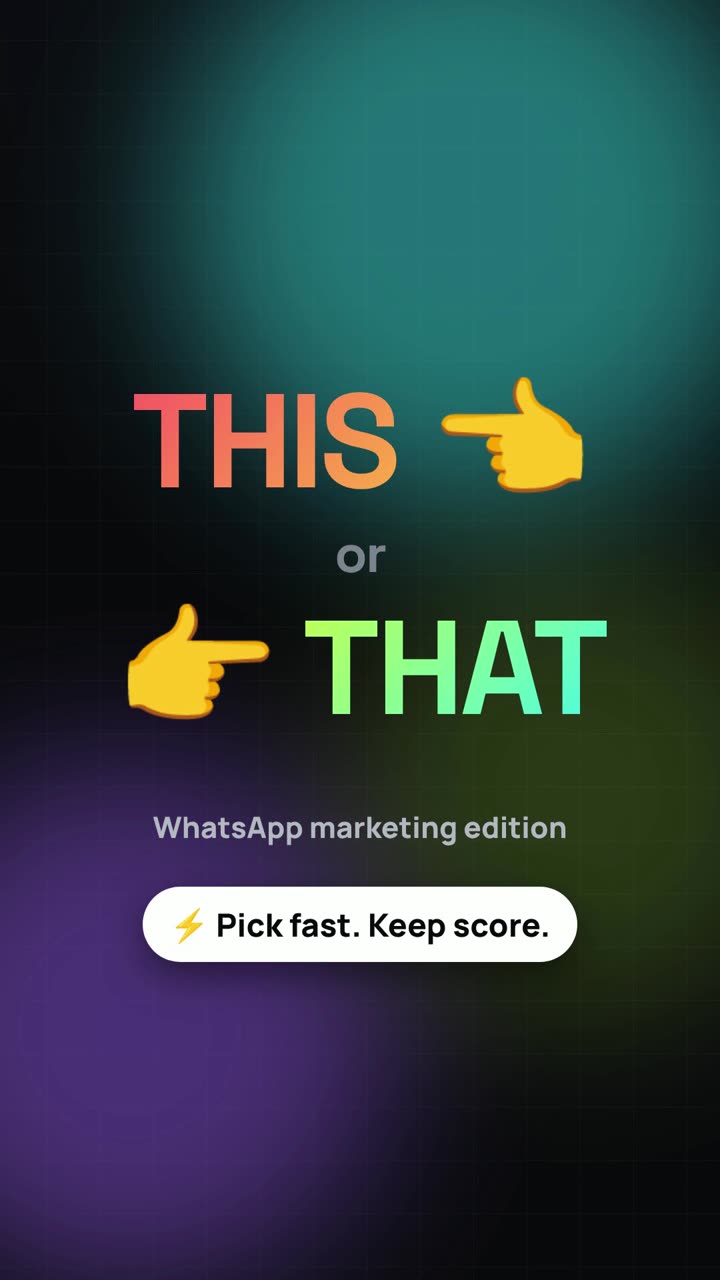 THIS 👈
or
👉 THAT
WhatsApp marketing edition
⚡ Pick fast. Keep score.